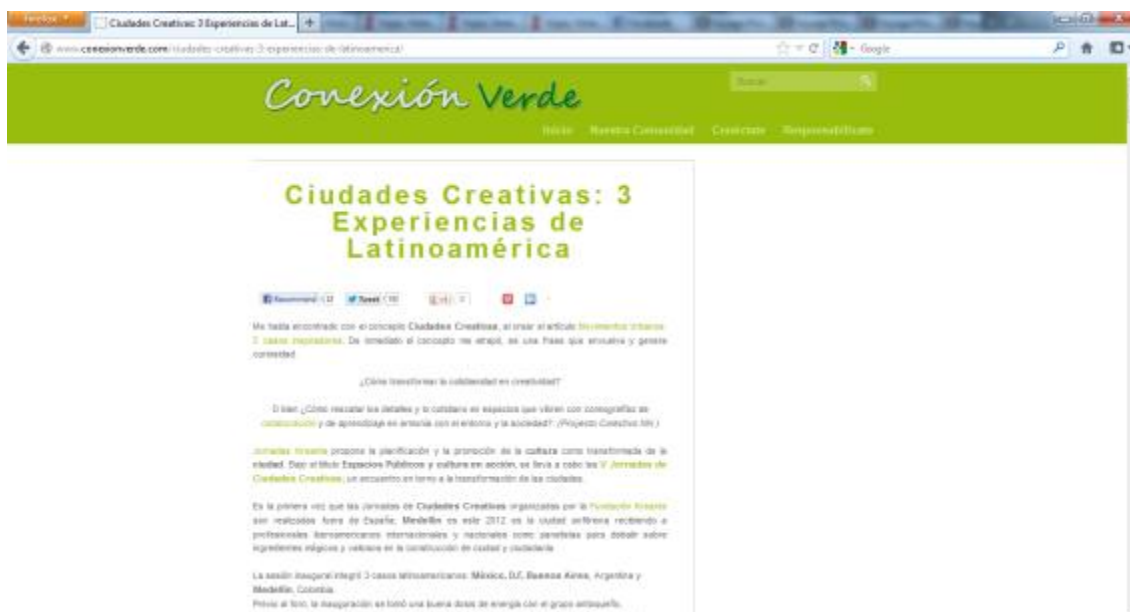 Firefox
Ciudades Creativas: 3 Experiencias de Lat...
www.conexionverde.com/ciudades-creativas-3-experiencias-de-latinoamerica/
Google
Conexión Verde
Buscar
Inicio Nuestra Comunidad Conéctate Responsabilízate
Ciudades Creativas: 3
Experiencias de
Latinoamérica
Recommend
Tweet
Me había encontrado con el concepto Ciudades Creativas, al crear el artículo Movimientos Urbanos:
3 casos inspiradores. De inmediato el concepto me atrapó, es una frase que envuelve y genera
curiosidad.
¿Cómo transformar la cotidianidad en creatividad?
O bien ¿Cómo rescatar los detalles y lo cotidiano en espacios que vibren con coreografías de
colaboración y de aprendizaje en armonía con el entorno y la sociedad? (Proyecto Colectivo
Jornadas Kreanta propone la planificación y la promoción de la cultura como transformada de la
ciudad. Bajo el título Espacios Públicos y cultura en acción, se lleva a cabo las V Jornadas de
Ciudades Creativas, un encuentro en torno a la transformación de las ciudades.
Es la primera vez que las Jornadas de Ciudades Creativas organizadas por la Fundación Kreanta
son realizadas fuera de España, Medellín en este 2012 es la ciudad anfitriona recibiendo a
profesionales iberoamericanos internacionales y nacionales como panelistas para debatir sobre
ingredientes mágicos y valiosos en la construcción de ciudad y ciudadanía.
La sesión inaugural integró 3 casos latinoamericanos: México, D.F, Buenos Aires, Argentina y
Medellín, Colombia.
Previo al foro, la inauguración se tomó una buena dosis de energía con el grupo antioqueño,